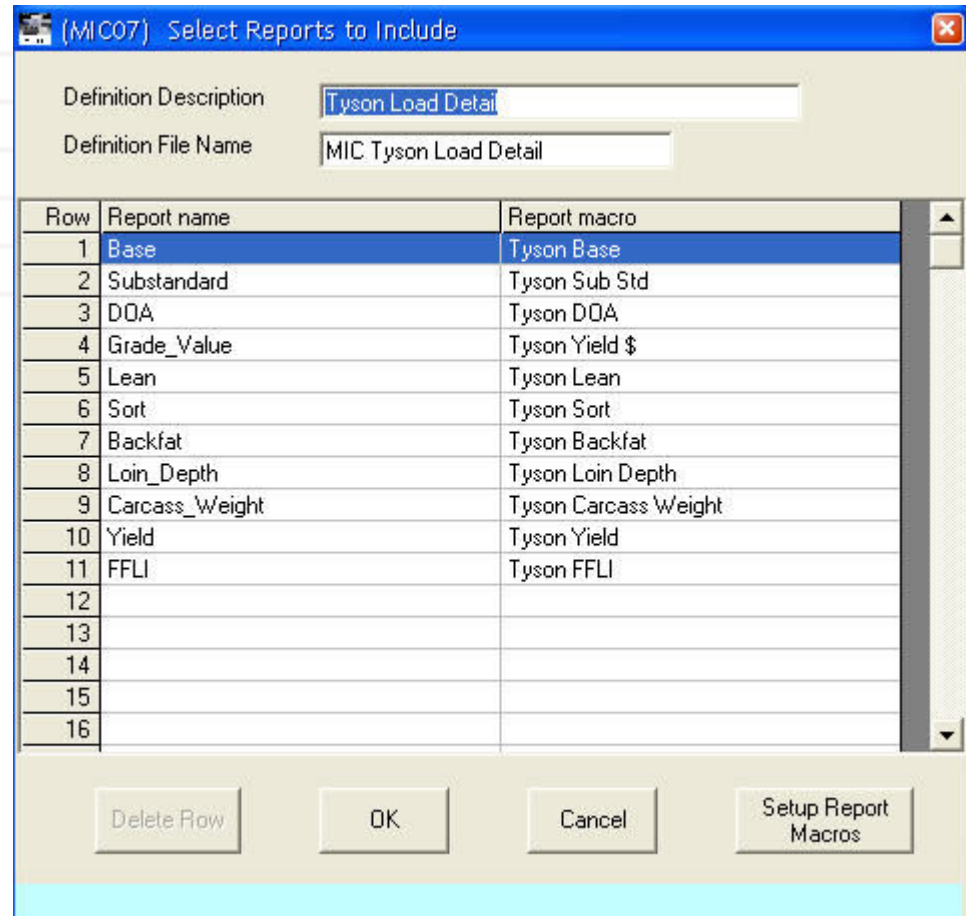 (MIC07) Select Reports to Include
Definition Description Tyson Load Detail
Definition File Name MIC Tyson Load Detail
Row Report name Report macro
1 Base Tyson Base
2 Substandard Tyson Sub Std
3 DOA Tyson DOA
4 Grade_Value Tyson Yield $
5 Lean Tyson Lean
6 Sort Tyson Sort
7 Backfat Tyson Backfat
8 Loin_Depth Tyson Loin Depth
9 Carcass_Weight Tyson Carcass Weight
10 Yield Tyson Yield
11 FFLI Tyson FFLI
12
13
14
15
16
Delete Row OK Cancel Setup Report
Macros